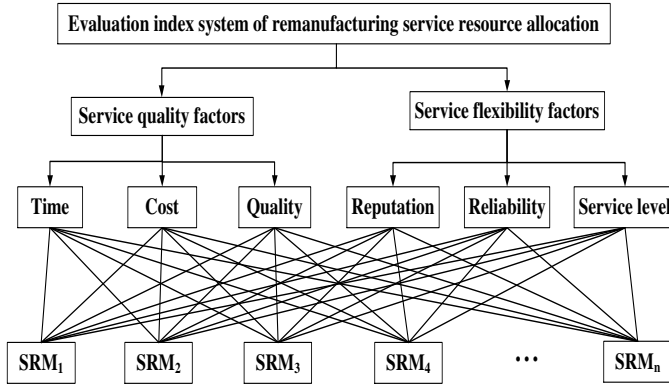 Evaluation index system of remanufacturing service resource allocation
Service quality factors
Service flexibility factors
Time
Cost
Quality
Reputation
Reliability
Service level
SRM₁
SRM₂
SRM₃
SRM₄
···
SRMₙ